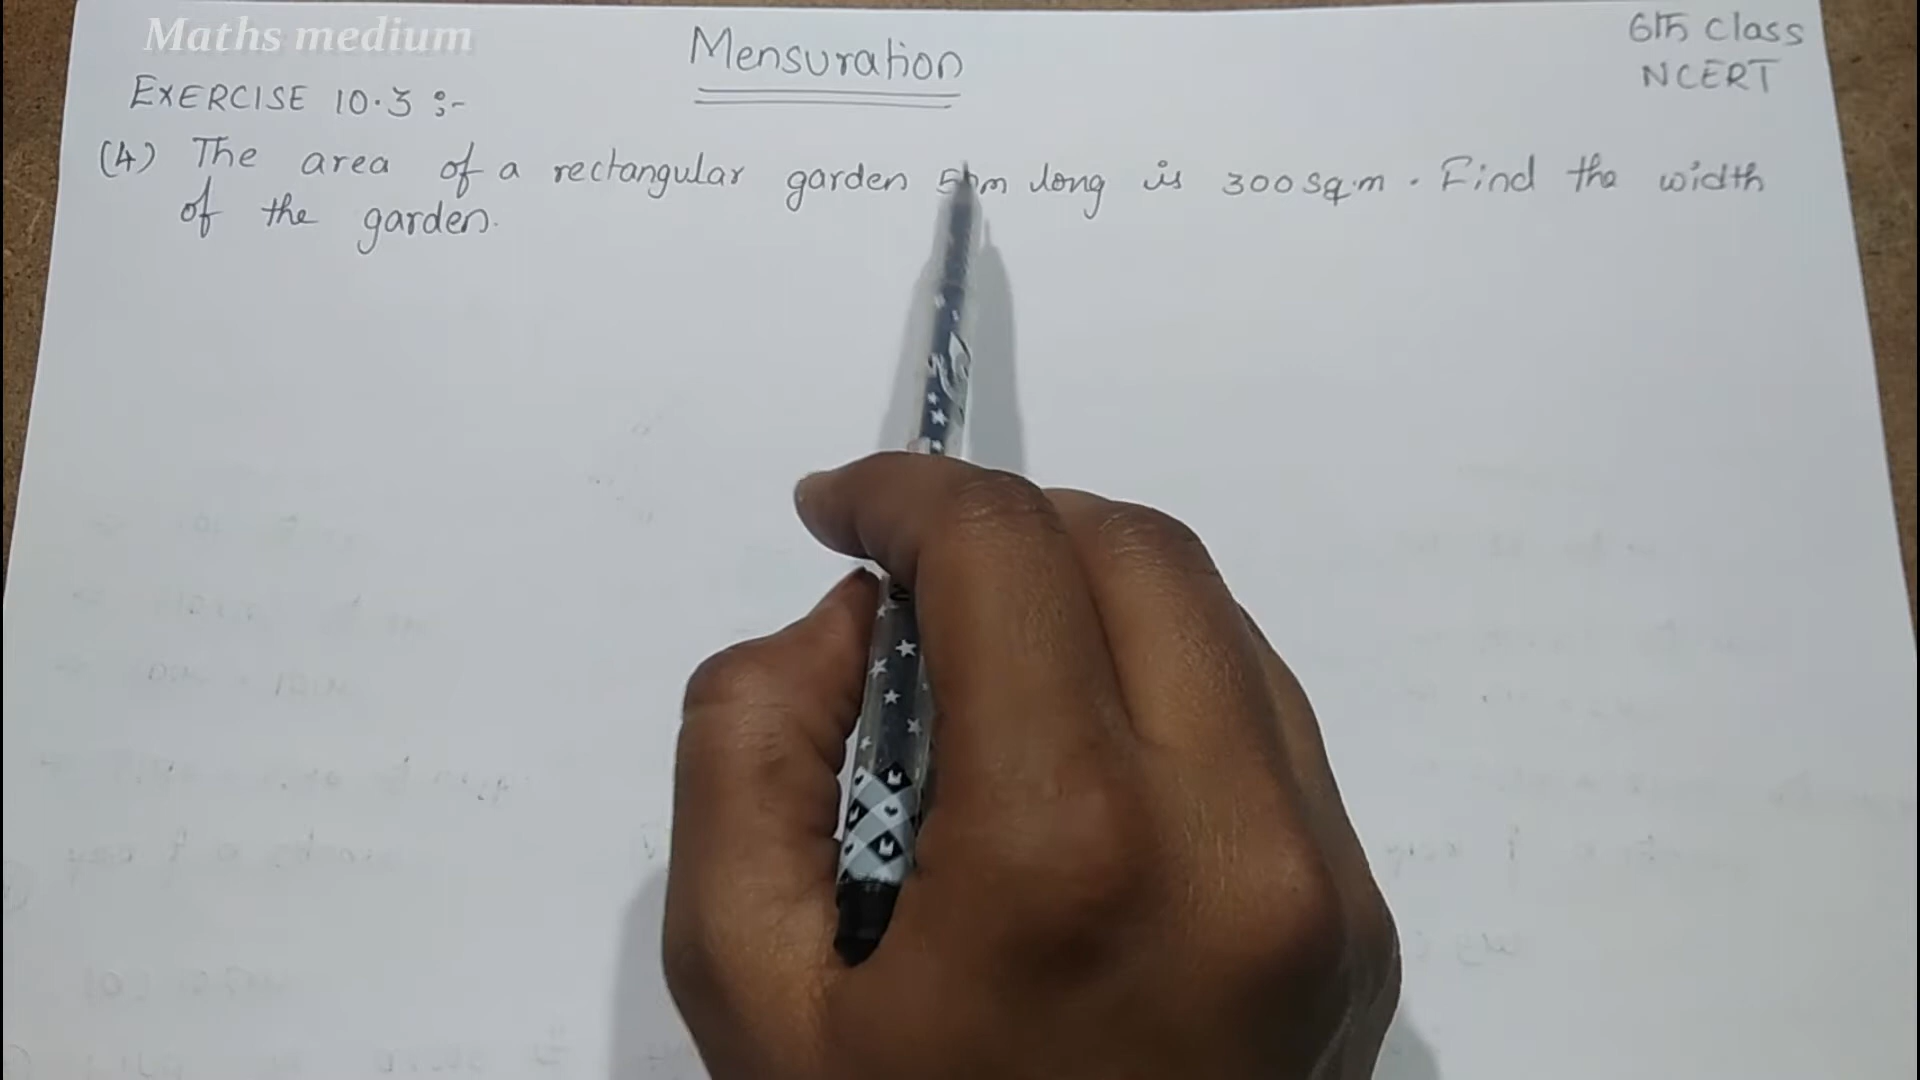 Maths medium
Mensuration
6th class
NCERT
EXERCISE 10.3 :-
(4) The area of a rectangular garden 50m long is 300 sq.m. Find the width
of the garden.